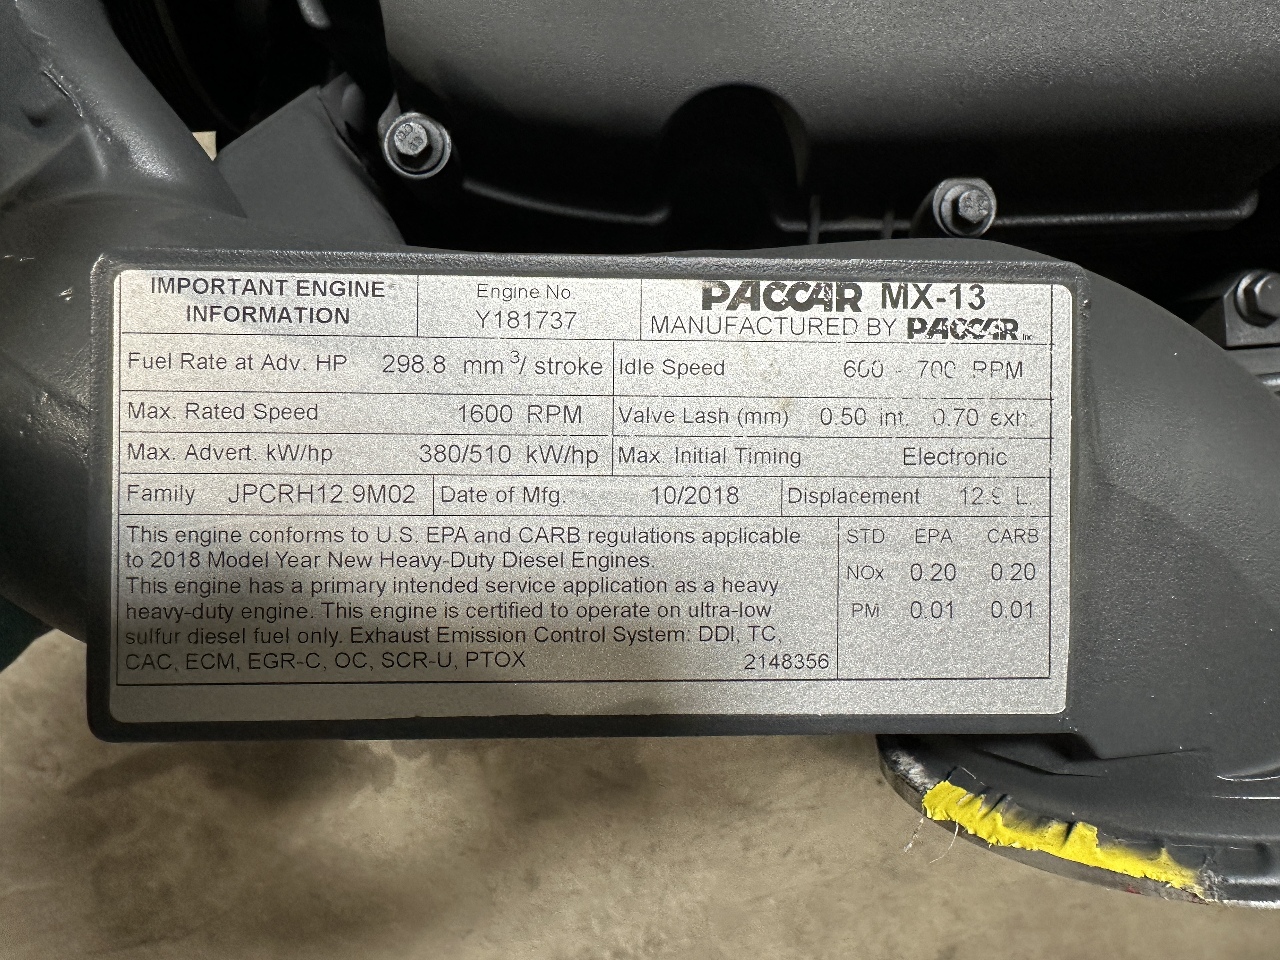 IMPORTANT ENGINE
INFORMATION
Engine No.
Y181737
PACCAR MX-13
MANUFACTURED BY PACCAR Inc
Fuel Rate at Adv. HP 298.8 mm³/ stroke
Idle Speed 600 - 700 RPM
Max. Rated Speed 1600 RPM
Valve Lash (mm) 0.50 int. 0.70 exh.
Max. Advert. kW/hp 380/510 kW/hp
Max. Initial Timing Electronic
Family JPCRH12.9M02
Date of Mfg. 10/2018
Displacement 12.9 L.
This engine conforms to U.S. EPA and CARB regulations applicable
to 2018 Model Year New Heavy-Duty Diesel Engines.
This engine has a primary intended service application as a heavy
heavy-duty engine. This engine is certified to operate on ultra-low
sulfur diesel fuel only. Exhaust Emission Control System: DDI, TC,
CAC, ECM, EGR-C, OC, SCR-U, PTOX 2148356
STD EPA CARB
NOx 0.20 0.20
PM 0.01 0.01